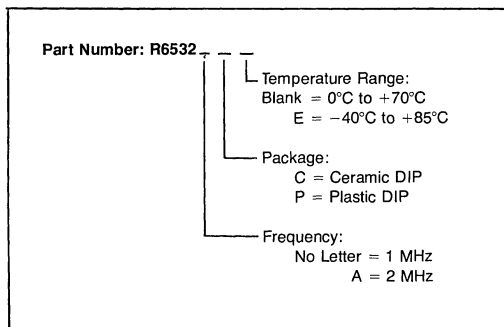 Part Number: R6532 _ _ _
Temperature Range:
Blank = 0°C to +70°C
E = −40°C to +85°C
Package:
C = Ceramic DIP
P = Plastic DIP
Frequency:
No Letter = 1 MHz
A = 2 MHz